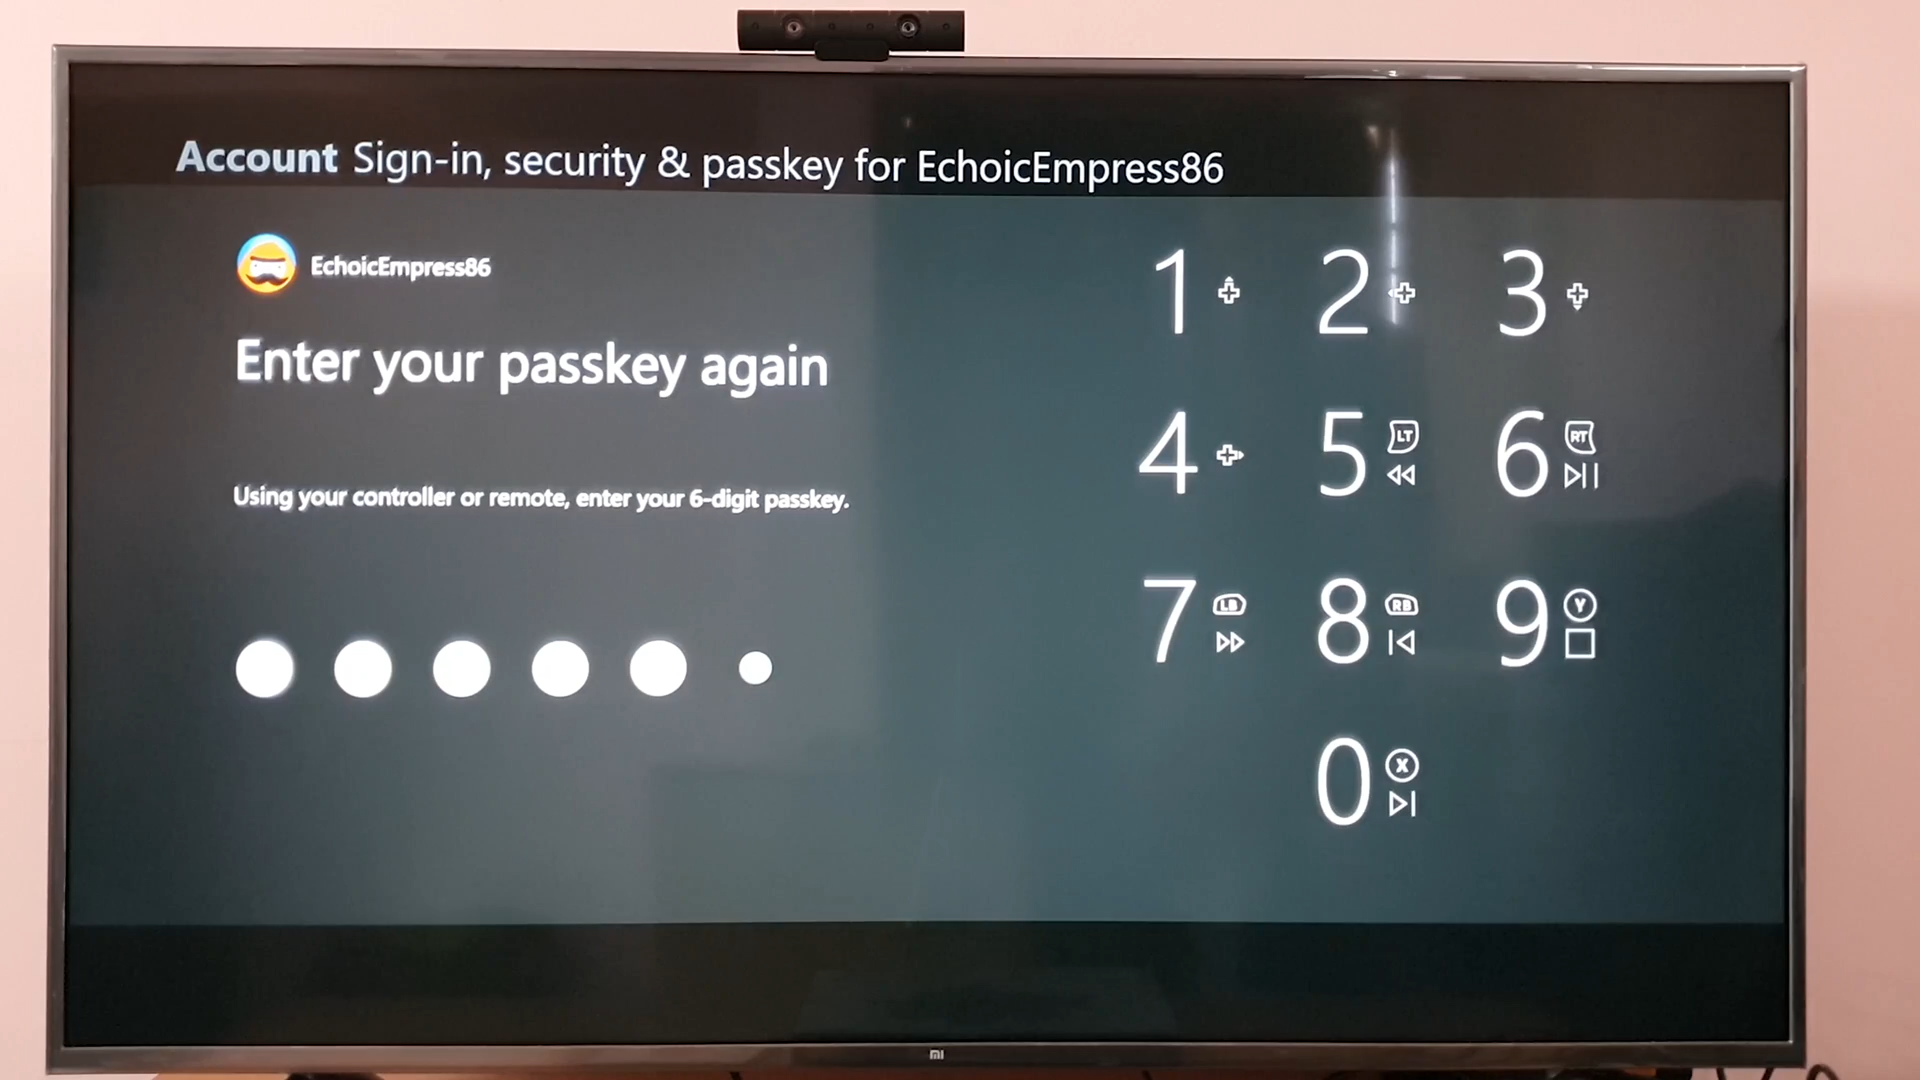 Account Sign-in, security & passkey for EchoicEmpress86
EchoicEmpress86
Enter your passkey again
Using your controller or remote, enter your 6-digit passkey.
1 2 3
4 5 LT 6 RT
7 LB 8 RB 9 Y
0 X
mi